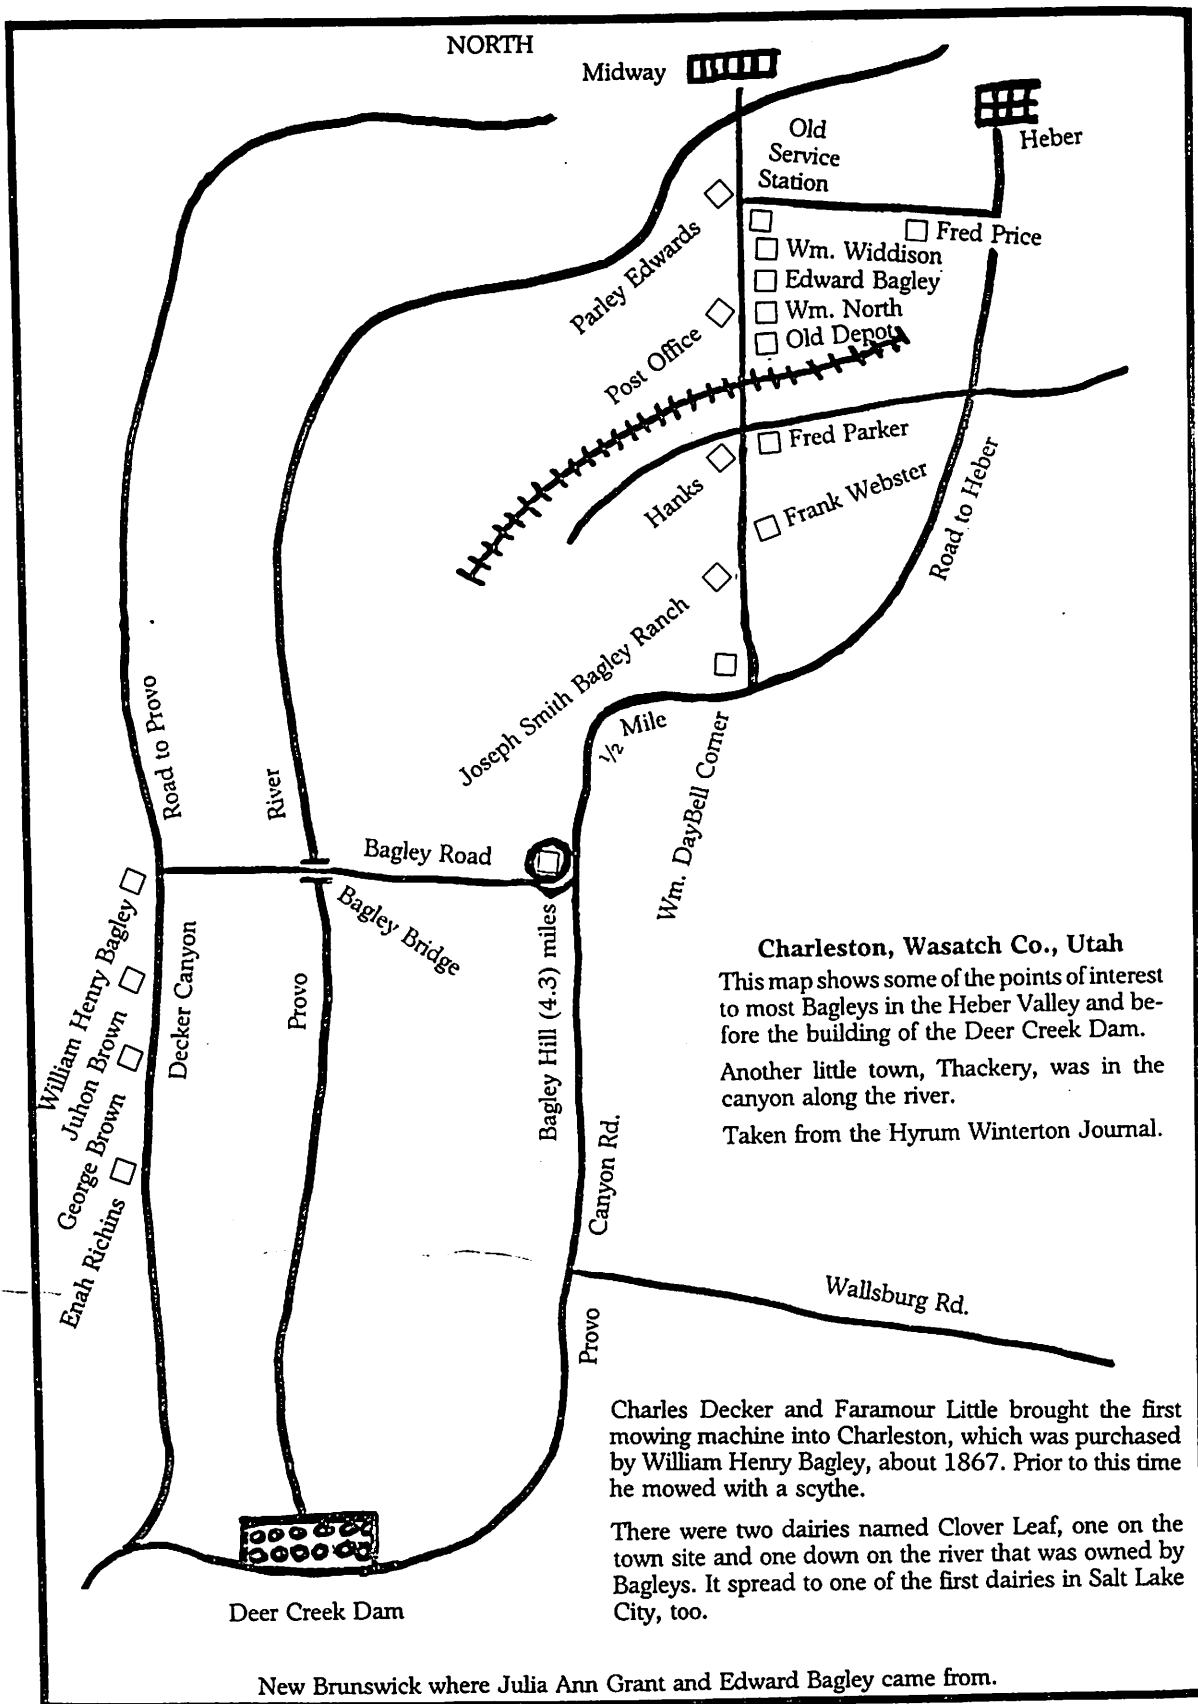 NORTH
Midway
Heber
Old
Service
Station
Fred Price
Wm. Widdison
Edward Bagley
Wm. North
Old Depot
Parley Edwards
Post Office
Fred Parker
Hanks
Frank Webster
Road to Heber
Joseph Smith Bagley Ranch
1/2 Mile
Wm. DayBell Corner
Road to Provo
River
Bagley Road
Bagley Bridge
Bagley Hill (4.3) miles
William Henry Bagley
Juhon Brown
George Brown
Enah Richins
Decker Canyon
Provo
Canyon Rd.
Provo
Wallsburg Rd.
Charleston, Wasatch Co., Utah
This map shows some of the points of interest
to most Bagleys in the Heber Valley and be-
fore the building of the Deer Creek Dam.
Another little town, Thackery, was in the
canyon along the river.
Taken from the Hyrum Winterton Journal.
Charles Decker and Faramour Little brought the first
mowing machine into Charleston, which was purchased
by William Henry Bagley, about 1867. Prior to this time
he mowed with a scythe.
There were two dairies named Clover Leaf, one on the
town site and one down on the river that was owned by
Bagleys. It spread to one of the first dairies in Salt Lake
City, too.
Deer Creek Dam
New Brunswick where Julia Ann Grant and Edward Bagley came from.